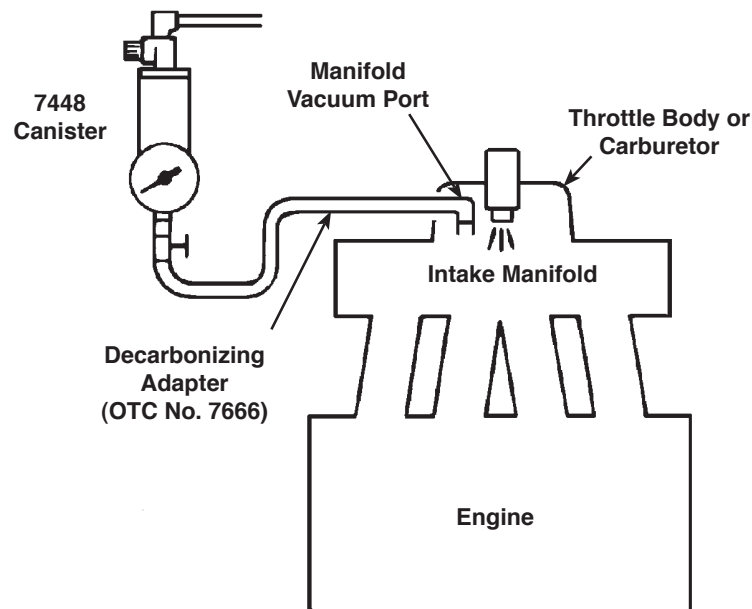 7448
Canister
Manifold
Vacuum Port
Throttle Body or
Carburetor
Intake Manifold
Decarbonizing
Adapter
(OTC No. 7666)
Engine